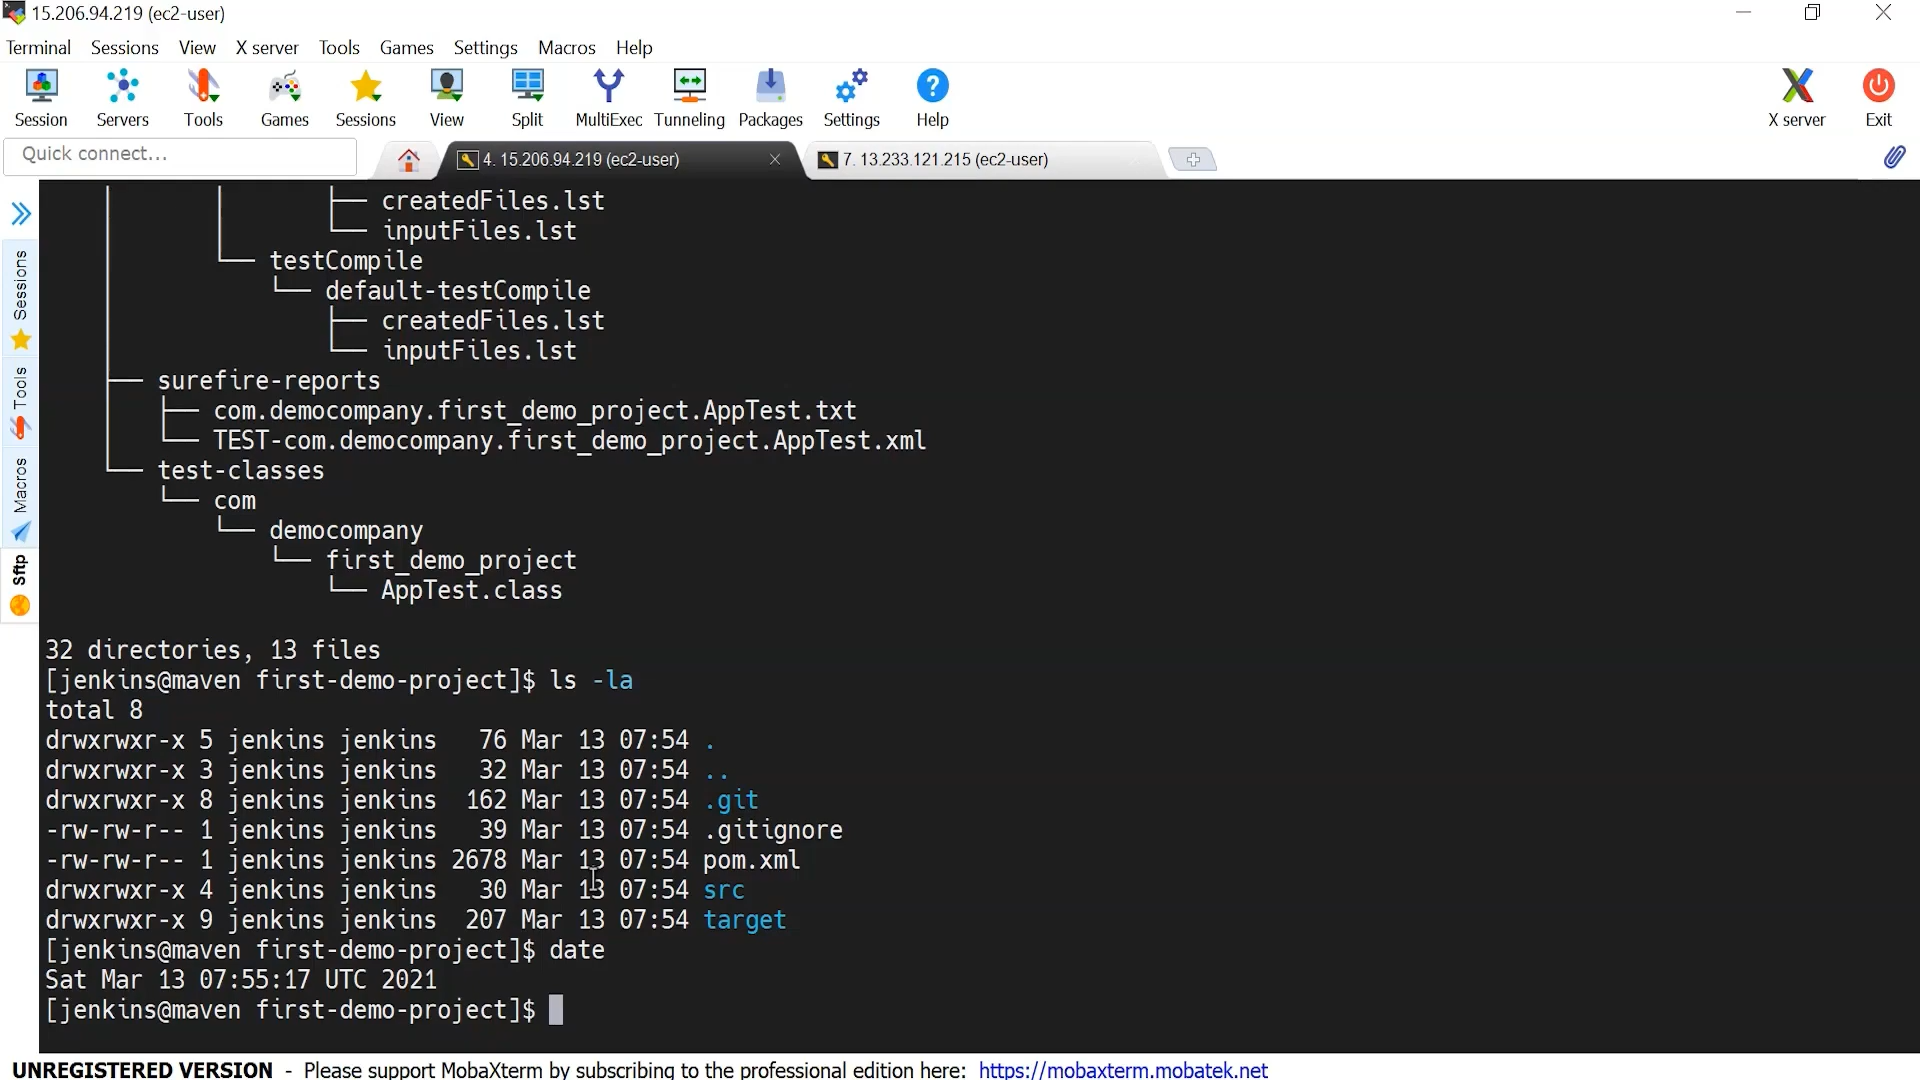 15.206.94.219 (ec2-user)
Terminal Sessions View X server Tools Games Settings Macros Help
Session Servers Tools Games Sessions View Split MultiExec Tunneling Packages Settings Help X server Exit
Quick connect... 4. 15.206.94.219 (ec2-user) 7. 13.233.121.215 (ec2-user)
Sessions
Tools
Macros
Sftp
│       │       ├── createdFiles.lst
│       │       └── inputFiles.lst
│       └── testCompile
│           └── default-testCompile
│               ├── createdFiles.lst
│               └── inputFiles.lst
├── surefire-reports
│   ├── com.democompany.first_demo_project.AppTest.txt
│   └── TEST-com.democompany.first_demo_project.AppTest.xml
└── test-classes
    └── com
        └── democompany
            └── first_demo_project
                └── AppTest.class
32 directories, 13 files
[jenkins@maven first-demo-project]$ ls -la
total 8
drwxrwxr-x 5 jenkins jenkins   76 Mar 13 07:54 .
drwxrwxr-x 3 jenkins jenkins   32 Mar 13 07:54 ..
drwxrwxr-x 8 jenkins jenkins  162 Mar 13 07:54 .git
-rw-rw-r-- 1 jenkins jenkins   39 Mar 13 07:54 .gitignore
-rw-rw-r-- 1 jenkins jenkins 2678 Mar 13 07:54 pom.xml
drwxrwxr-x 4 jenkins jenkins   30 Mar 13 07:54 src
drwxrwxr-x 9 jenkins jenkins  207 Mar 13 07:54 target
[jenkins@maven first-demo-project]$ date
Sat Mar 13 07:55:17 UTC 2021
[jenkins@maven first-demo-project]$
UNREGISTERED VERSION - Please support MobaXterm by subscribing to the professional edition here: https://mobaxterm.mobatek.net